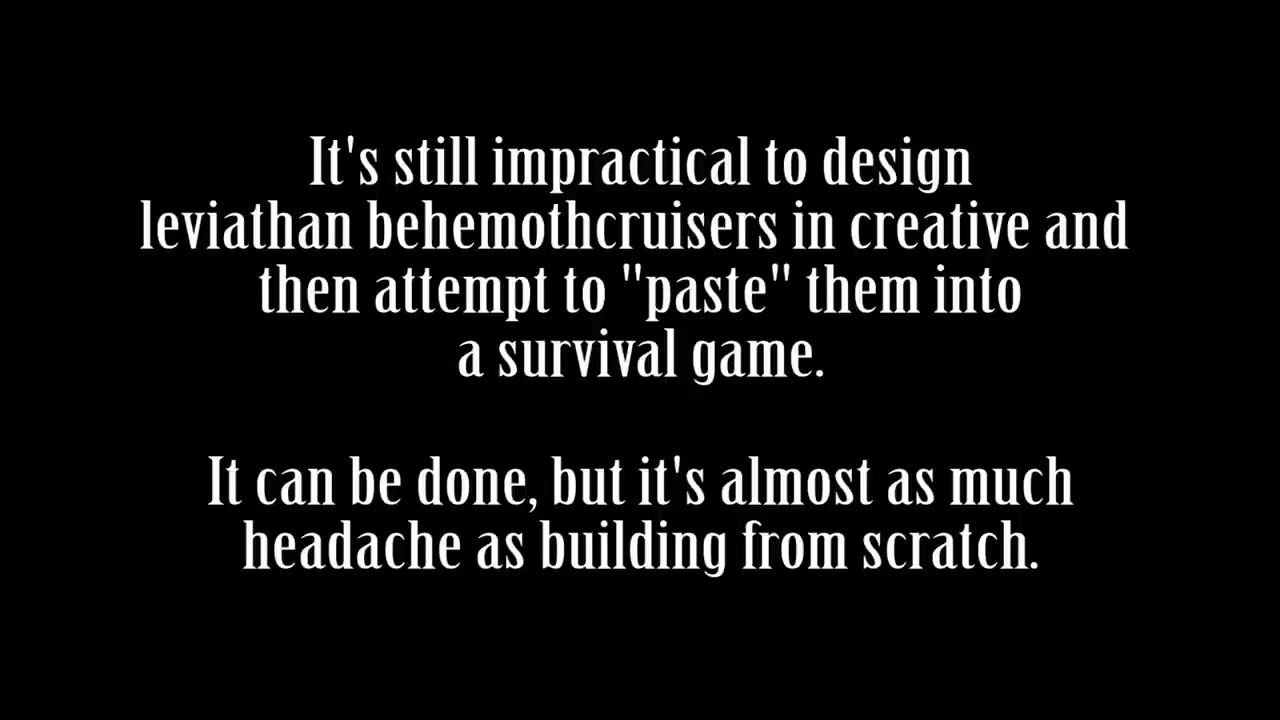 It's still impractical to design
leviathan behemothcruisers in creative and
then attempt to "paste" them into
a survival game.
It can be done, but it's almost as much
headache as building from scratch.